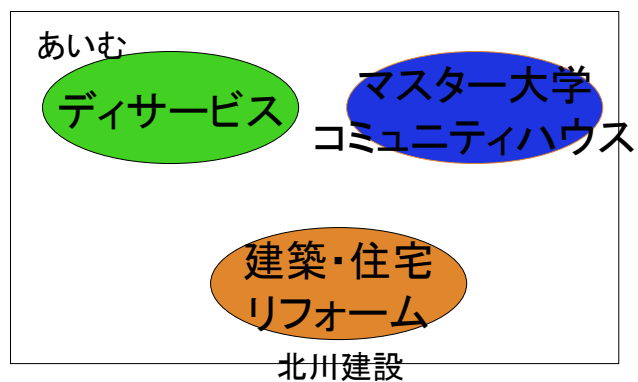 あいむ
ディサービス
マスター大学
コミュニティハウス
建築・住宅
リフォーム
北川建設